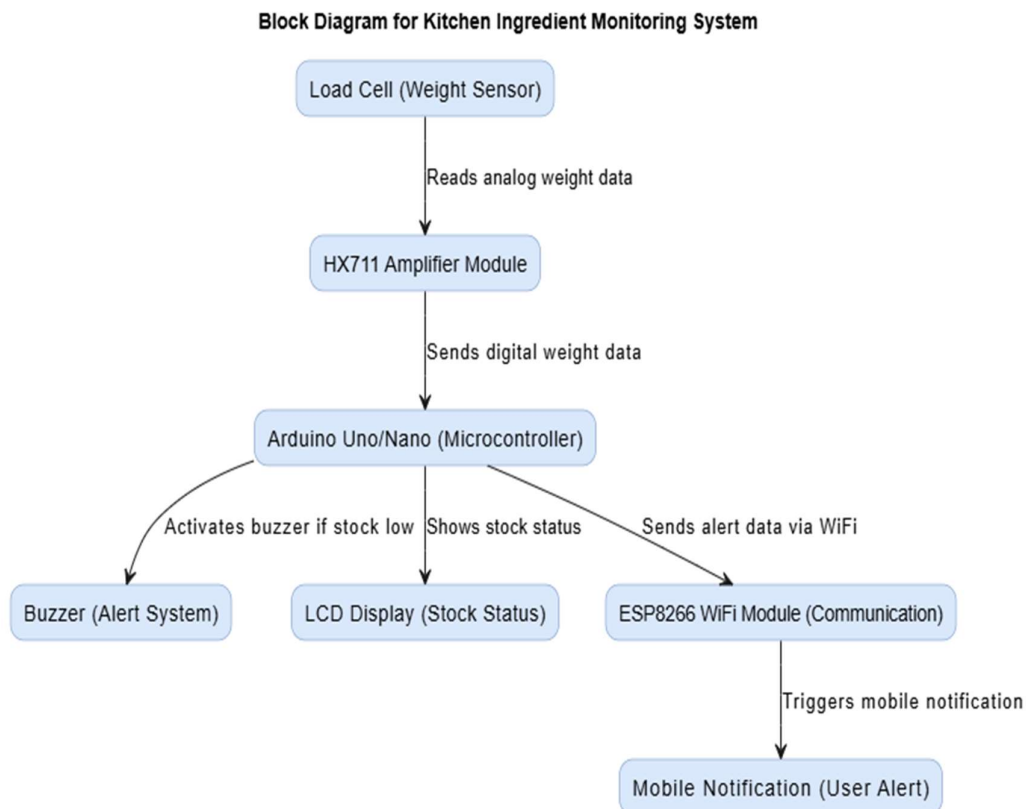 Block Diagram for Kitchen Ingredient Monitoring System
Load Cell (Weight Sensor)
Reads analog weight data
HX711 Amplifier Module
Sends digital weight data
Arduino Uno/Nano (Microcontroller)
Activates buzzer if stock low
Shows stock status
Sends alert data via WiFi
Buzzer (Alert System)
LCD Display (Stock Status)
ESP8266 WiFi Module (Communication)
Triggers mobile notification
Mobile Notification (User Alert)